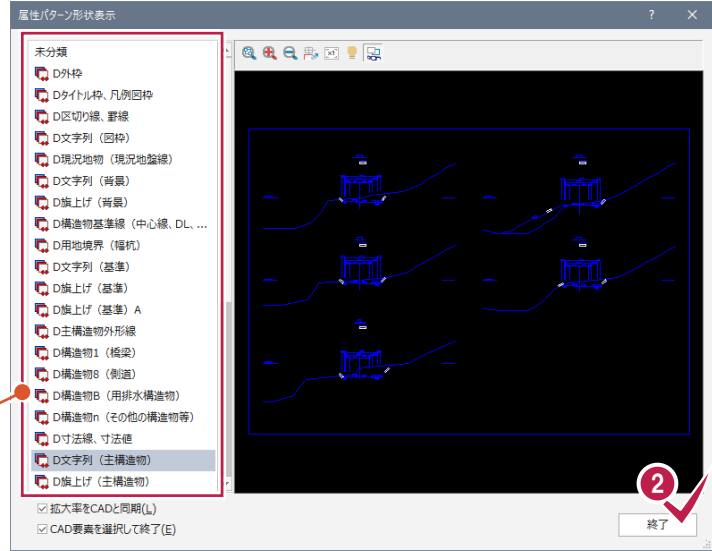 属性パターン形状表示
未分類
D外枠
Dタイトル枠、凡例図枠
D区切り線、罫線
D文字列（図枠）
D現況地物（現況地盤線）
D文字列（背景）
D旗上げ（背景）
D構造物基準線（中心線、DL、...
D用地境界（幅杭）
D文字列（基準）
D旗上げ（基準）
D旗上げ（基準）A
D主構造物外形線
D構造物1（橋梁）
D構造物8（側道）
D構造物B（用排水構造物）
D構造物n（その他の構造物等）
D寸法線、寸法値
D文字列（主構造物）
D旗上げ（主構造物）
拡大率をCADと同期(L)
CAD要素を選択して終了(E)
2
終了